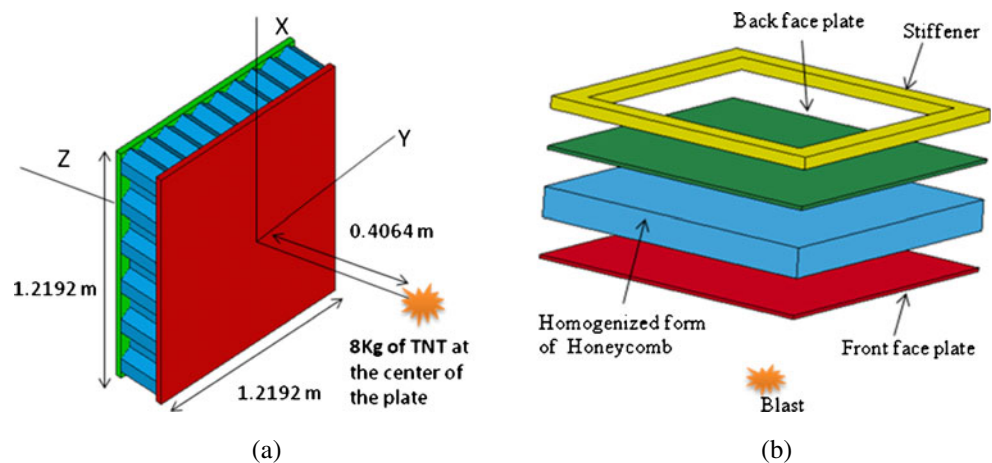 X
Y
Z
0.4064 m
1.2192 m
1.2192 m
8Kg of TNT at
the center of
the plate
(a)
Back face plate
Stiffener
Homogenized form
of Honeycomb
Front face plate
Blast
(b)